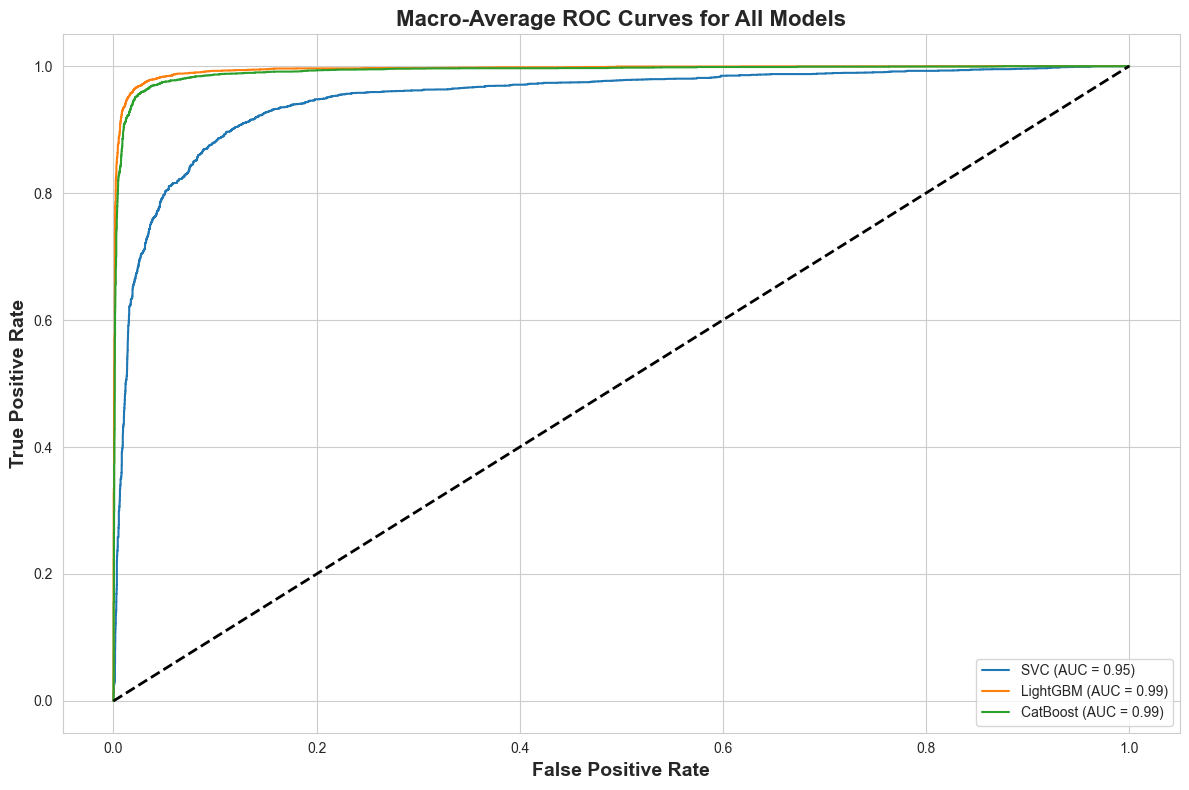 Macro-Average ROC Curves for All Models
True Positive Rate
1.0
0.8
0.6
0.4
0.2
0.0
0.0 0.2 0.4 0.6 0.8 1.0
False Positive Rate
SVC (AUC = 0.95)
LightGBM (AUC = 0.99)
CatBoost (AUC = 0.99)